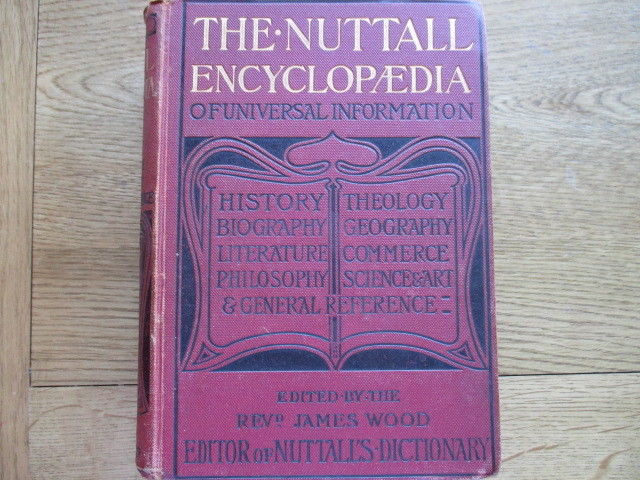 THE·NUTTALL
ENCYCLOPÆDIA
OF UNIVERSAL INFORMATION
HISTORY THEOLOGY
BIOGRAPHY GEOGRAPHY
LITERATURE COMMERCE
PHILOSOPHY SCIENCE & ART
& GENERAL REFERENCE
EDITED·BY·THE
REVD JAMES WOOD
EDITOR OF NUTTALL'S·DICTIONARY